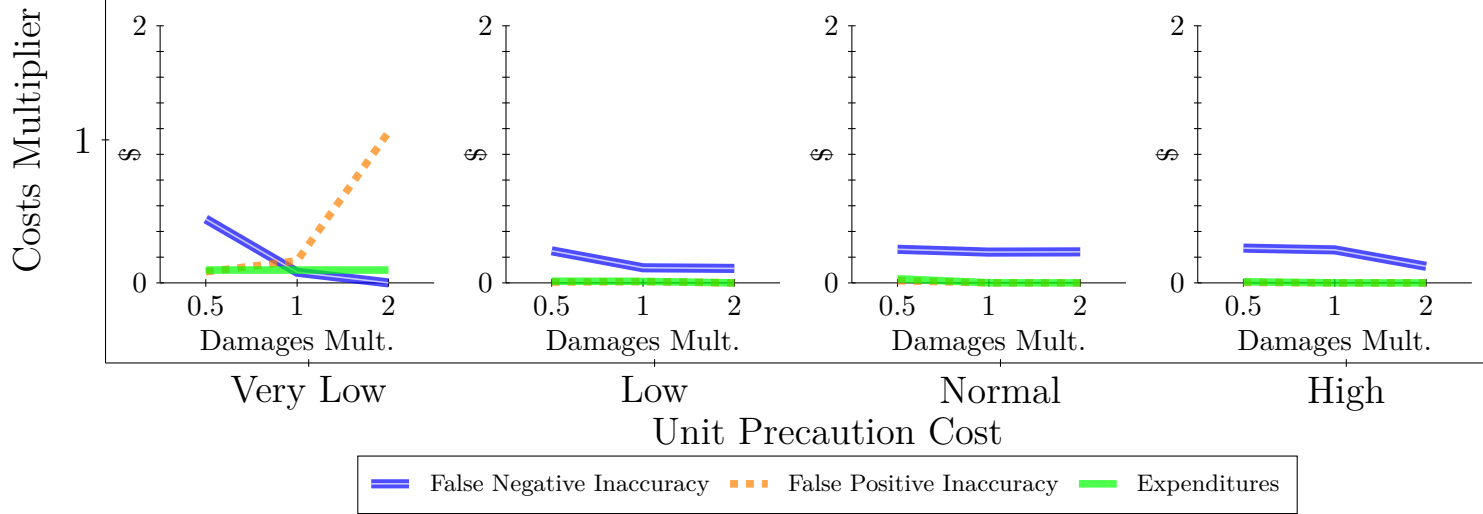 Costs Multiplier
1
2
0
$
0.5 1 2
Damages Mult.
Very Low
2
0
$
0.5 1 2
Damages Mult.
Low
2
0
$
0.5 1 2
Damages Mult.
Normal
2
0
$
0.5 1 2
Damages Mult.
High
Unit Precaution Cost
False Negative Inaccuracy
False Positive Inaccuracy
Expenditures